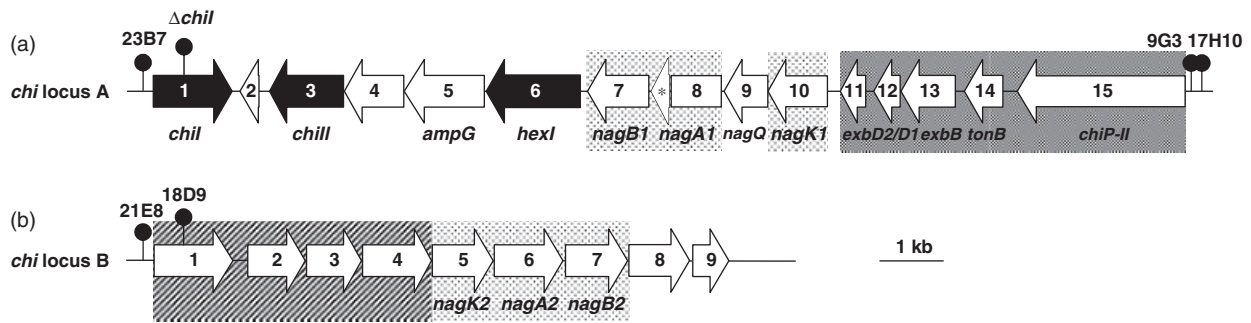 (a)
23B7 ΔchiI 9G3 17H10
chi locus A 1 2 3 4 5 6 7 * 8 9 10 11 12 13 14 15
chiI chiII ampG hexI nagB1 nagA1 nagQ nagK1 exbD2/D1 exbB tonB chiP-II
(b)
21E8 18D9
chi locus B 1 2 3 4 5 6 7 8 9 1 kb
nagK2 nagA2 nagB2